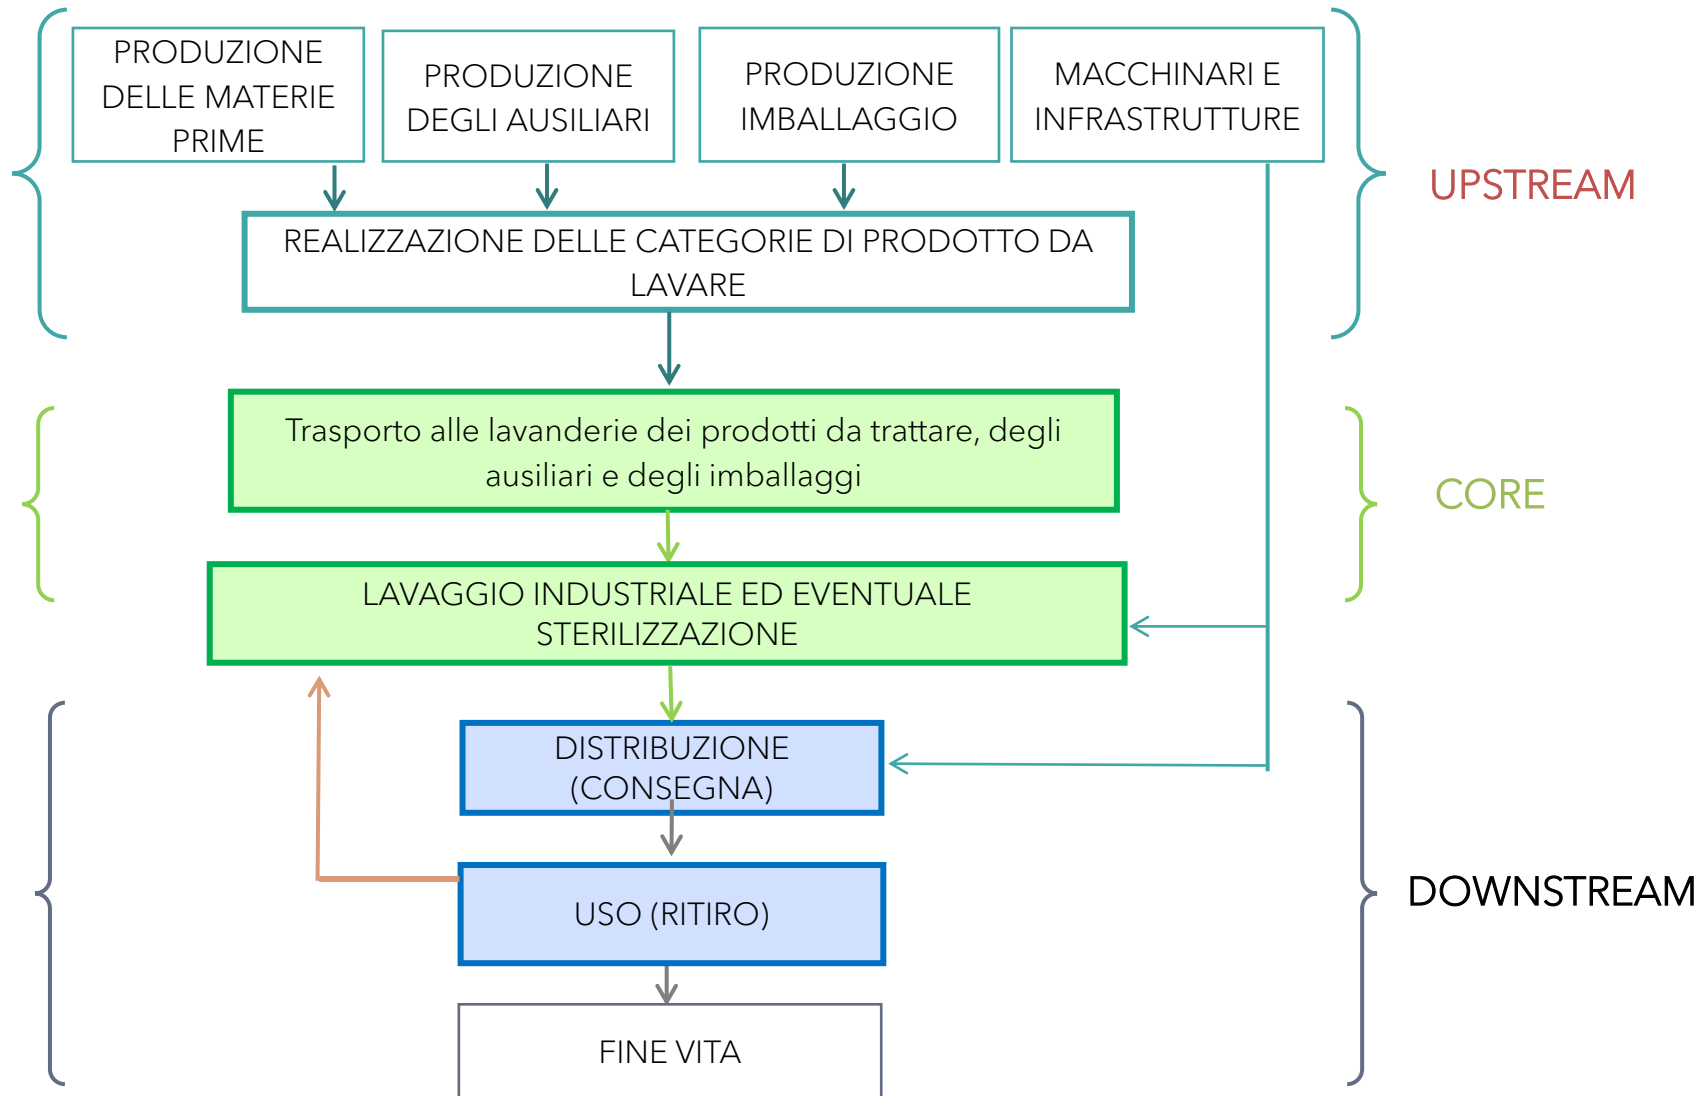 PRODUZIONE
DELLE MATERIE
PRIME
PRODUZIONE
DEGLI AUSILIARI
PRODUZIONE
IMBALLAGGIO
MACCHINARI E
INFRASTRUTTURE
UPSTREAM
REALIZZAZIONE DELLE CATEGORIE DI PRODOTTO DA
LAVARE
Trasporto alle lavanderie dei prodotti da trattare, degli
ausiliari e degli imballaggi
CORE
LAVAGGIO INDUSTRIALE ED EVENTUALE
STERILIZZAZIONE
DISTRIBUZIONE
(CONSEGNA)
USO (RITIRO)
DOWNSTREAM
FINE VITA